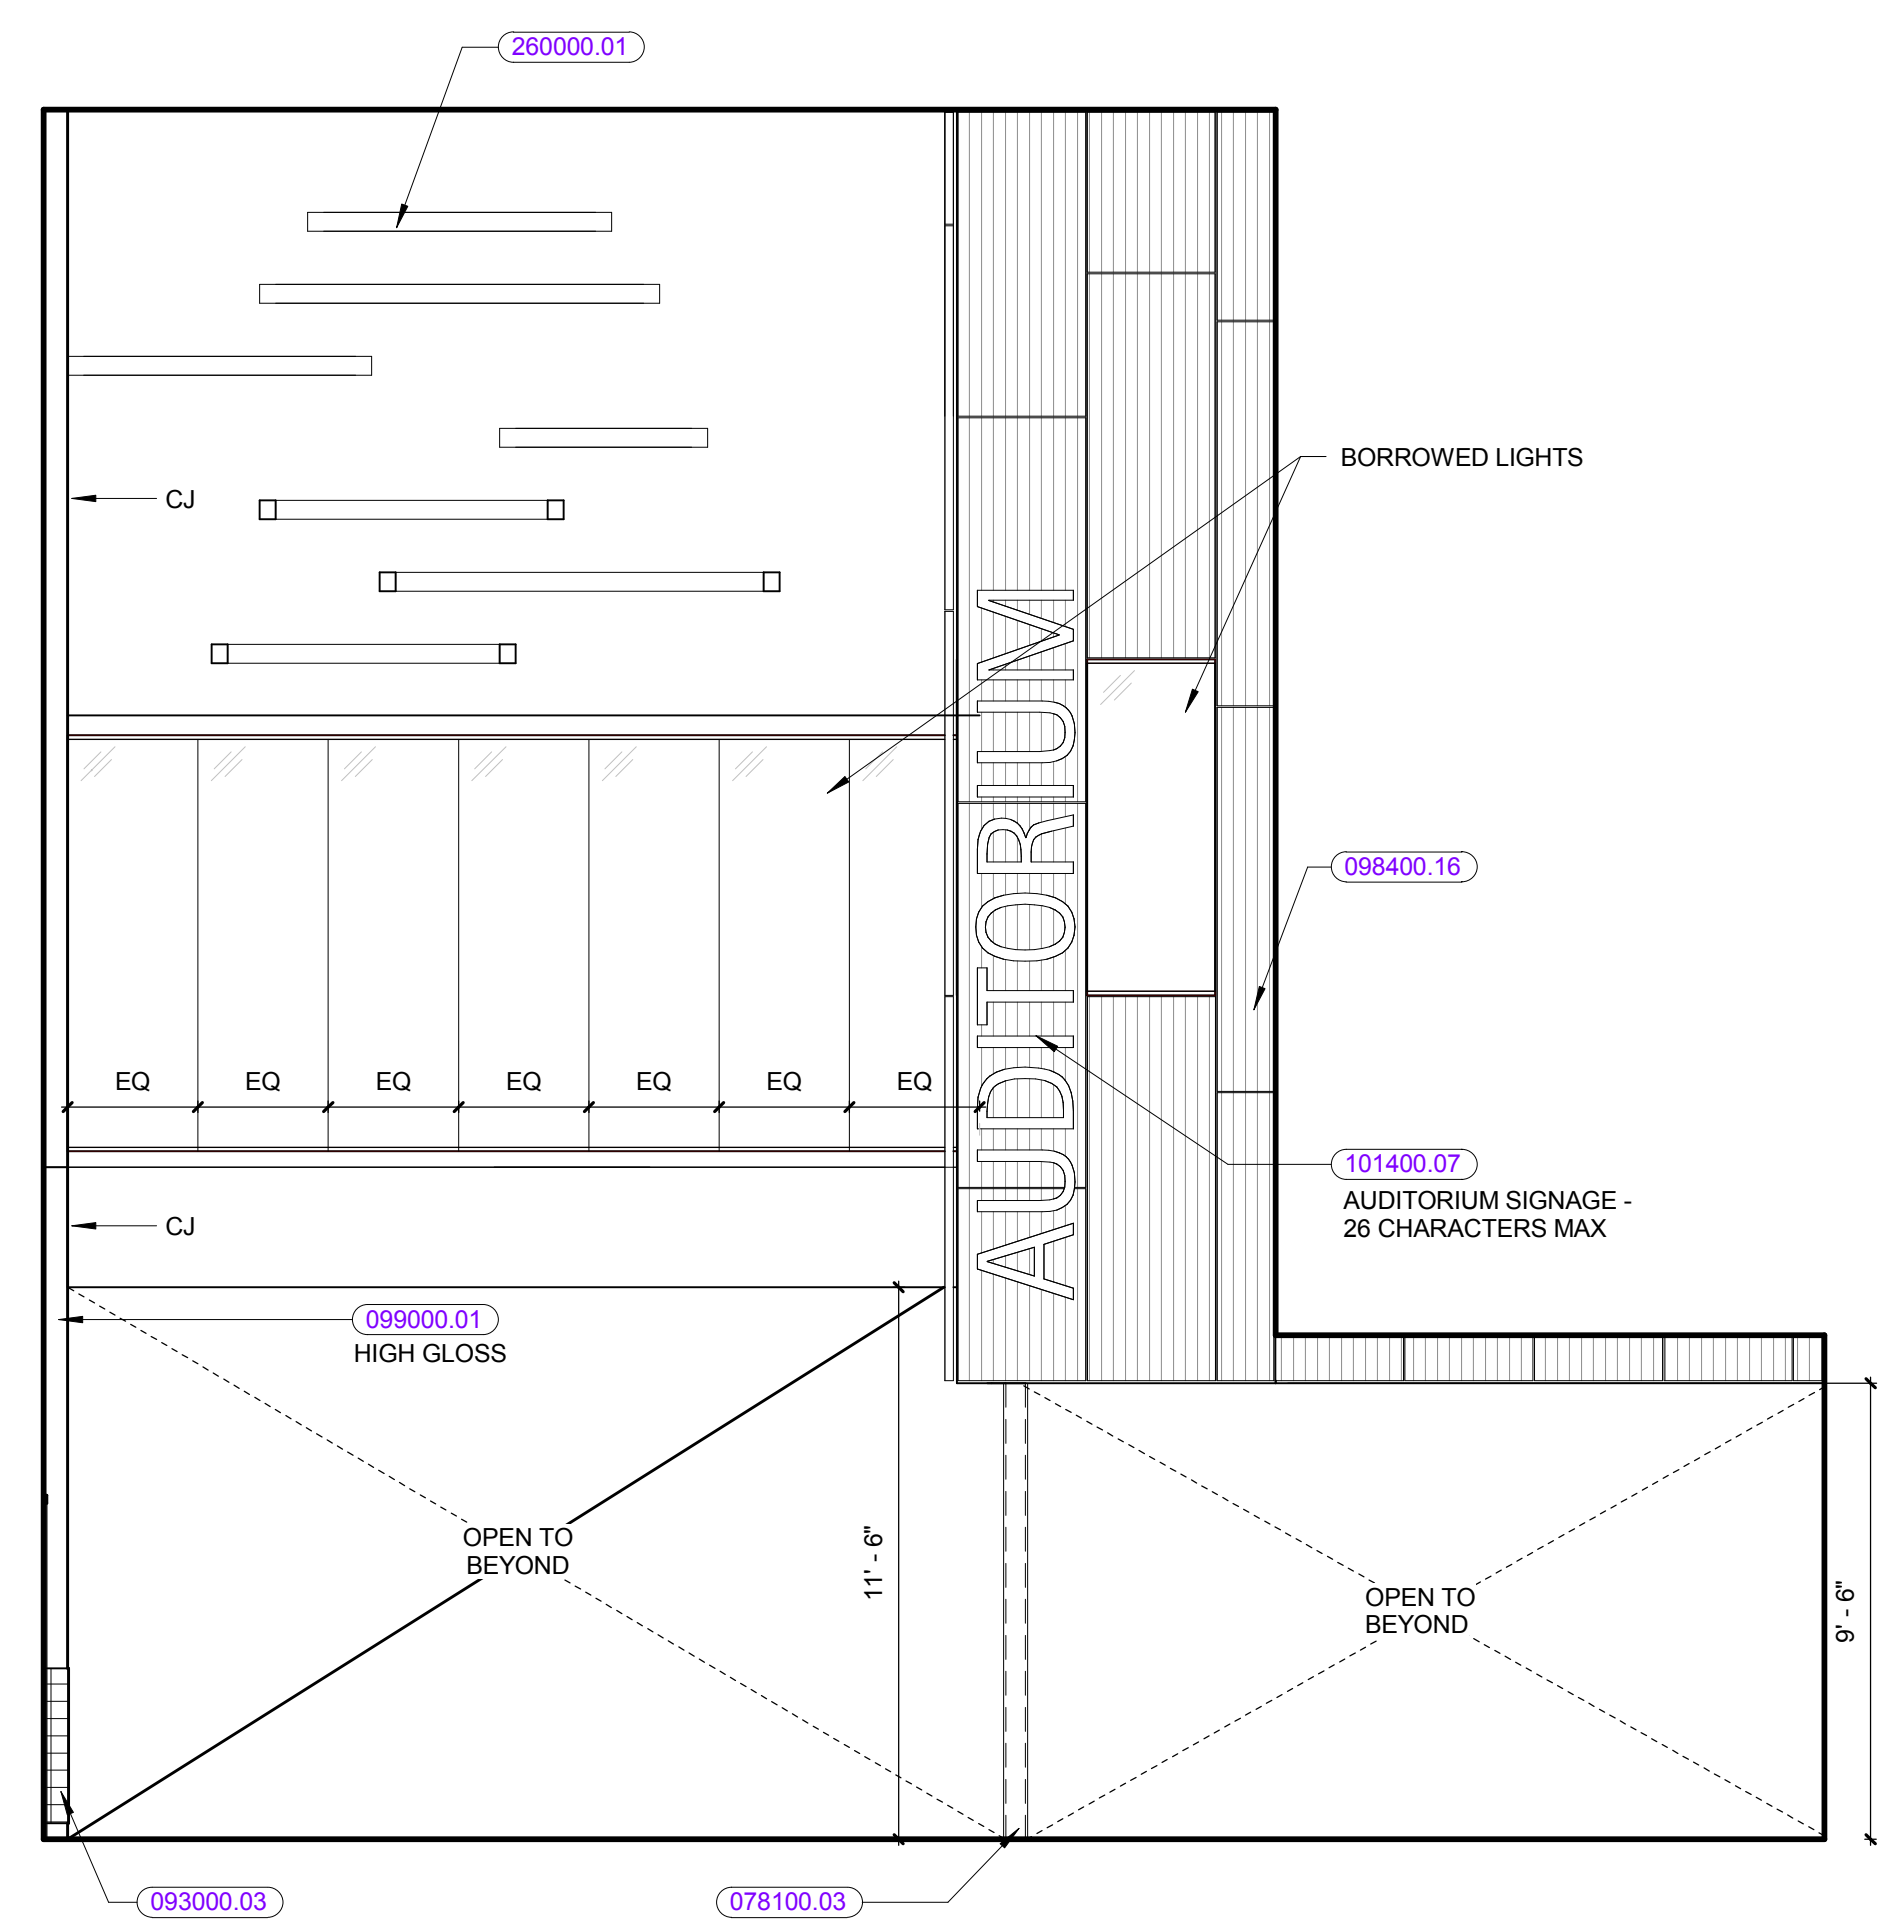 260000.01
BORROWED LIGHTS
CJ
AUDITORIUM
098400.16
EQ EQ EQ EQ EQ EQ EQ
101400.07
AUDITORIUM SIGNAGE -
26 CHARACTERS MAX
CJ
099000.01
HIGH GLOSS
OPEN TO
BEYOND
11' - 6"
OPEN TO
BEYOND
9' - 6"
093000.03
078100.03